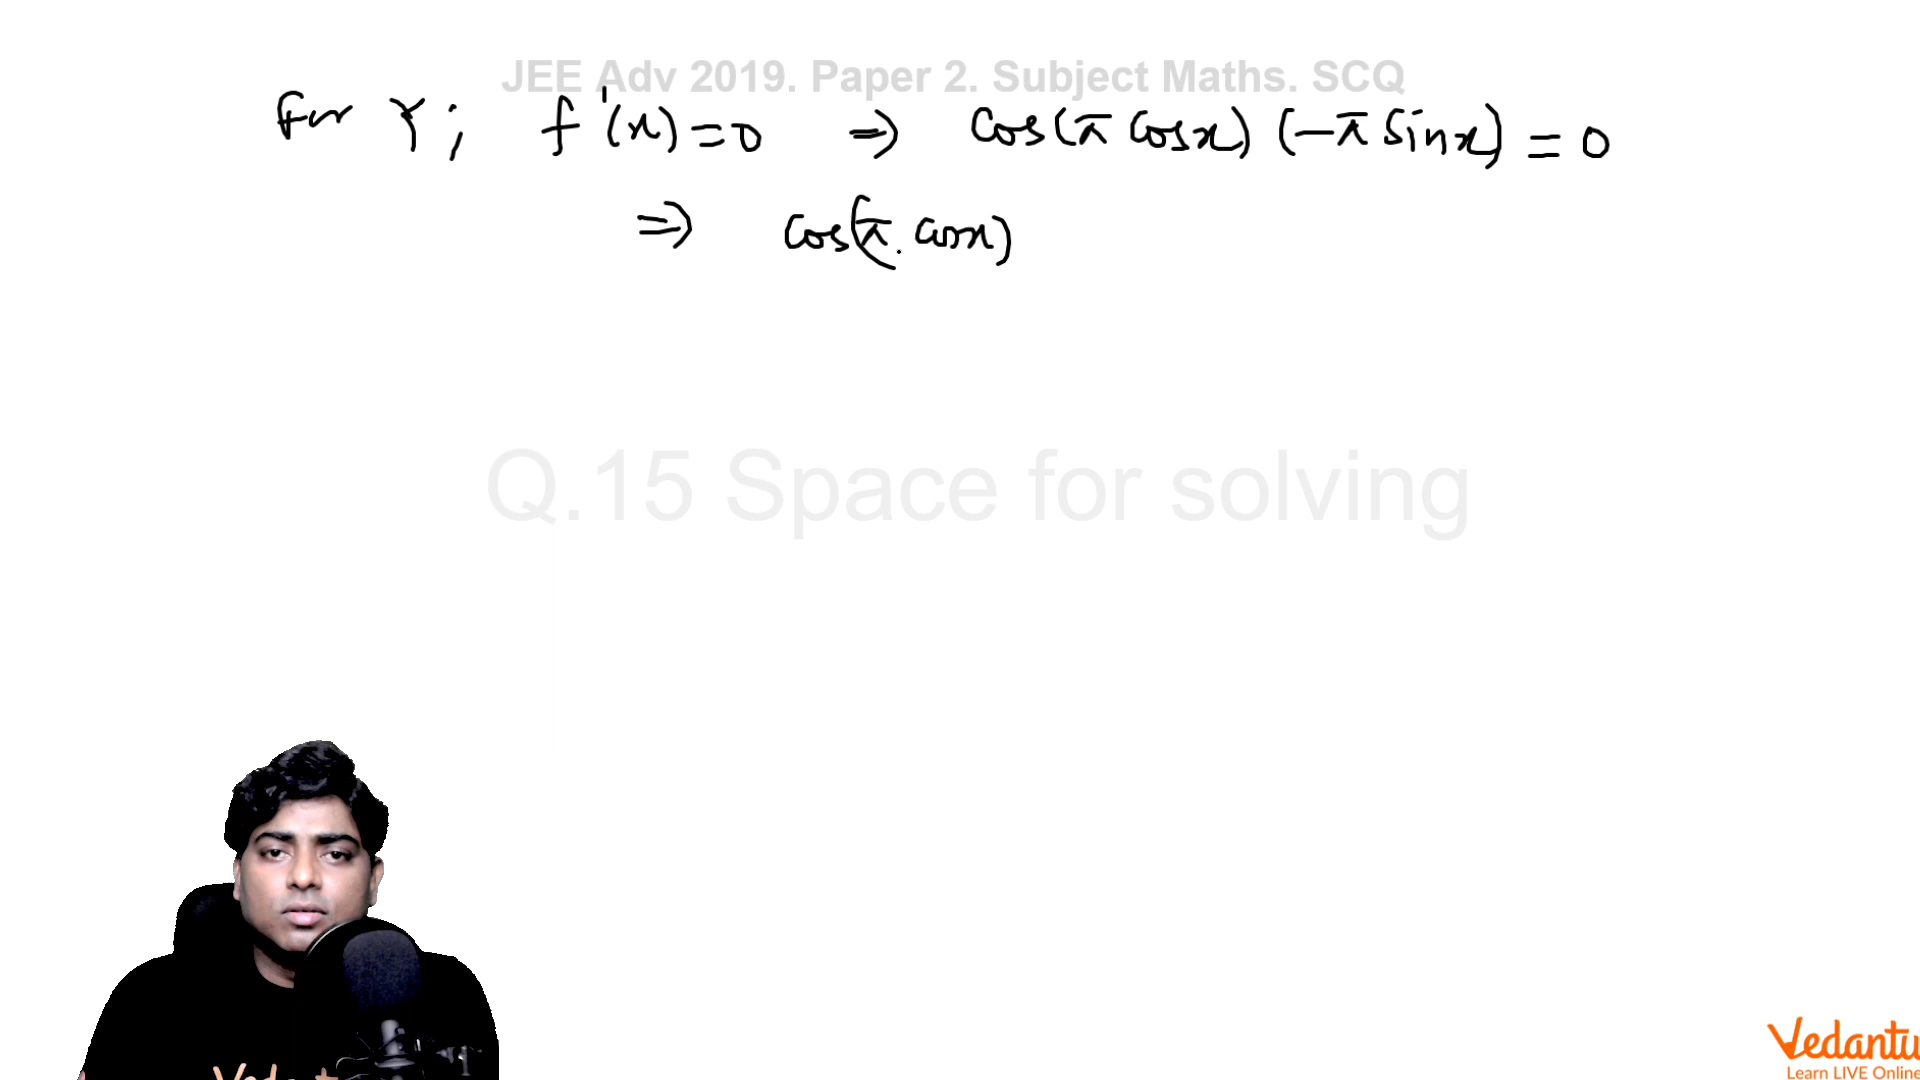 JEE Adv 2019. Paper 2. Subject Maths. SCQ
For Y; f'(x)=0 ⇒ Cos(π Cosx) (-π Sinx) = 0
⇒ Cos(π. Cosx)
Q.15 Space for solving
Vedantu
Learn LIVE Online